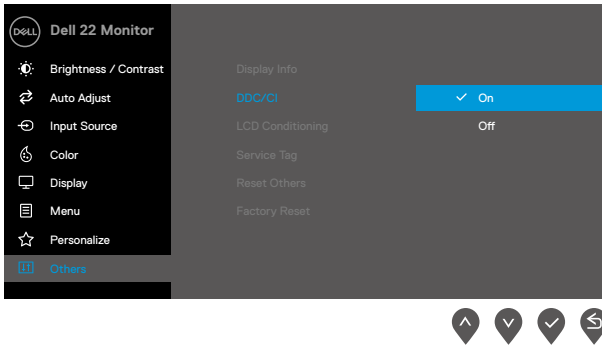 DELL
Dell 22 Monitor
Brightness / Contrast
Auto Adjust
Input Source
Color
Display
Menu
Personalize
Others
Display Info
DDC/CI
LCD Conditioning
Service Tag
Reset Others
Factory Reset
On
Off